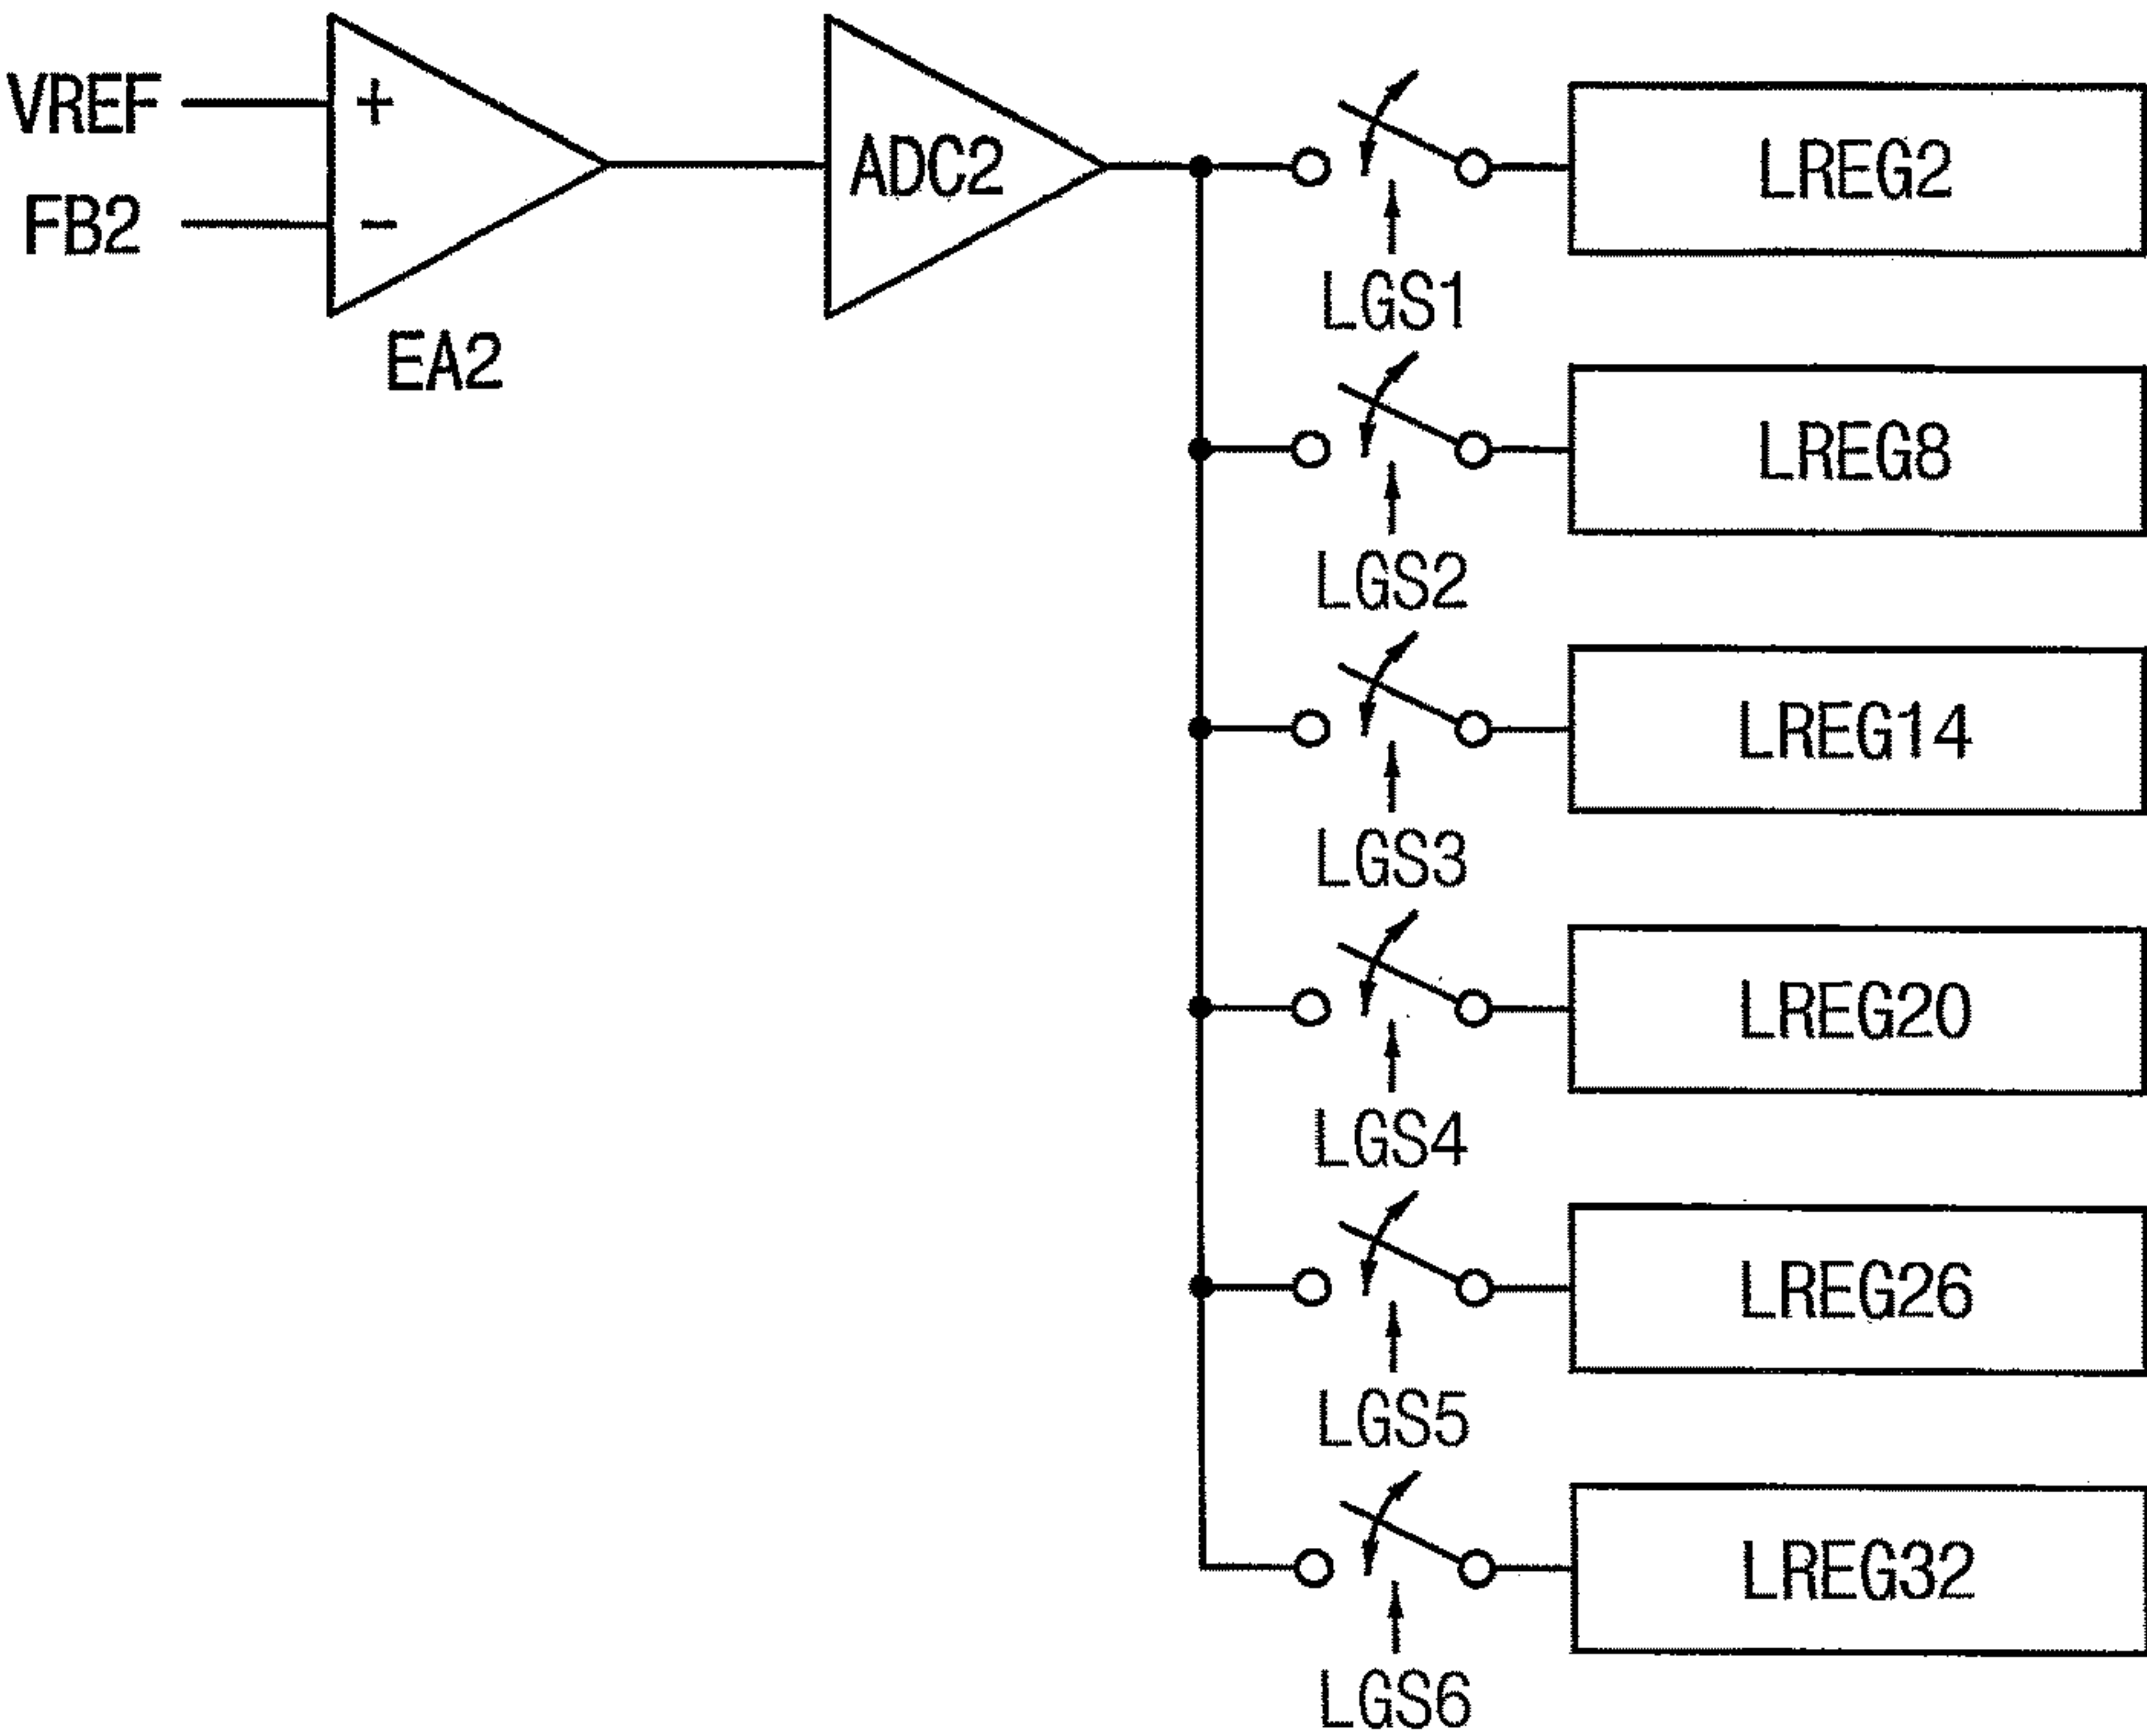 VREF
+
ADC2
LREG2
FB2
-
LGS1
EA2
LREG8
LGS2
LREG14
LGS3
LREG20
LGS4
LREG26
LGS5
LREG32
LGS6